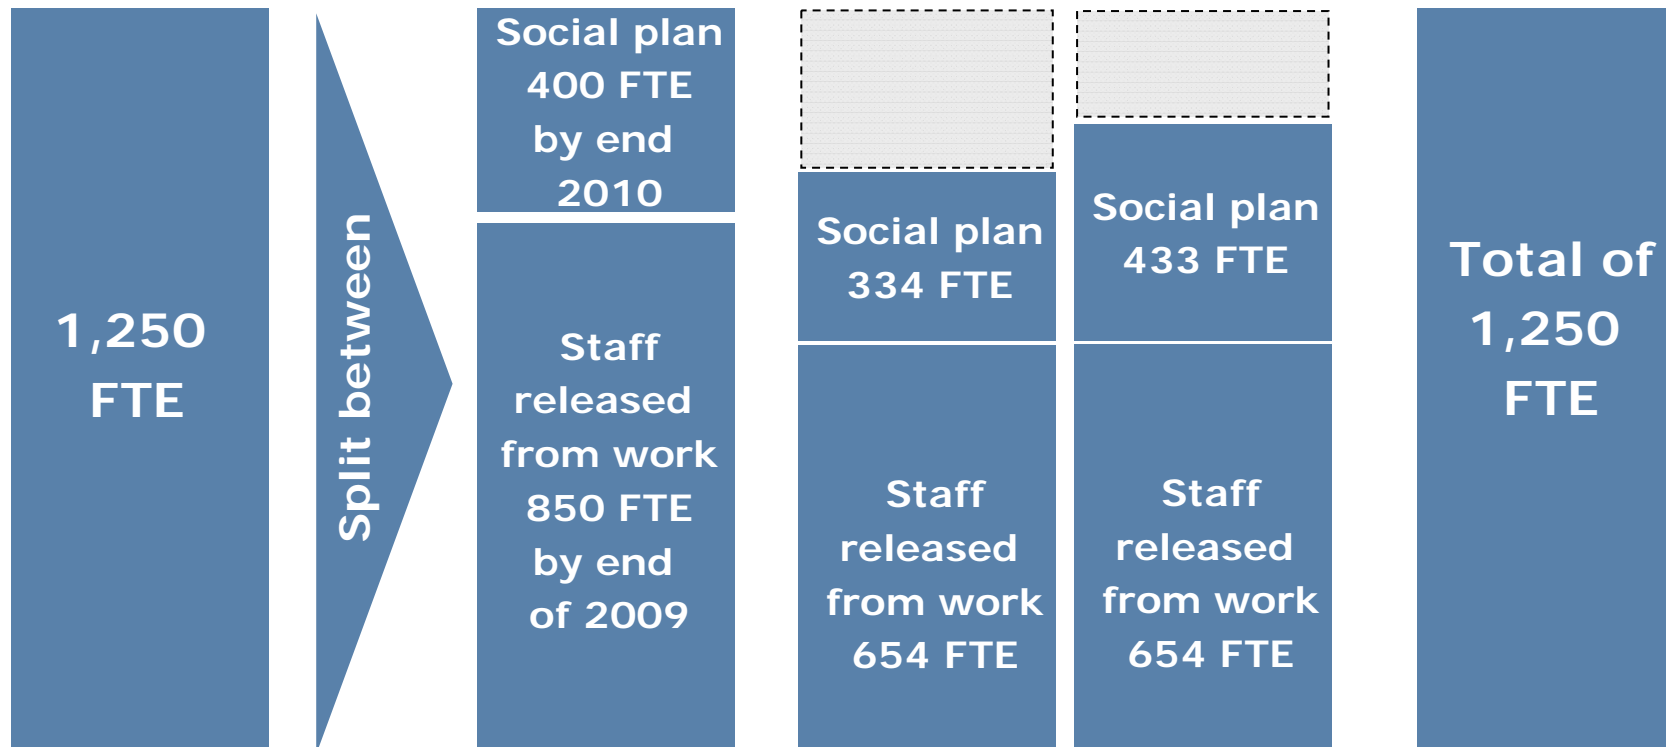 1,250
FTE
Split between
Social plan
400 FTE
by end
2010
Staff
released
from work
850 FTE
by end
of 2009
Social plan
334 FTE
Staff
released
from work
654 FTE
Social plan
433 FTE
Staff
released
from work
654 FTE
Total of
1,250
FTE